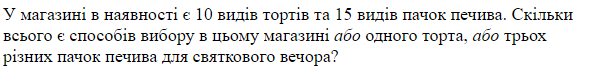 У магазині в наявності є 10 видів тортів та 15 видів пачок печива. Скільки
всього є способів вибору в цьому магазині або одного торта, або трьох
різних пачок печива для святкового вечора?